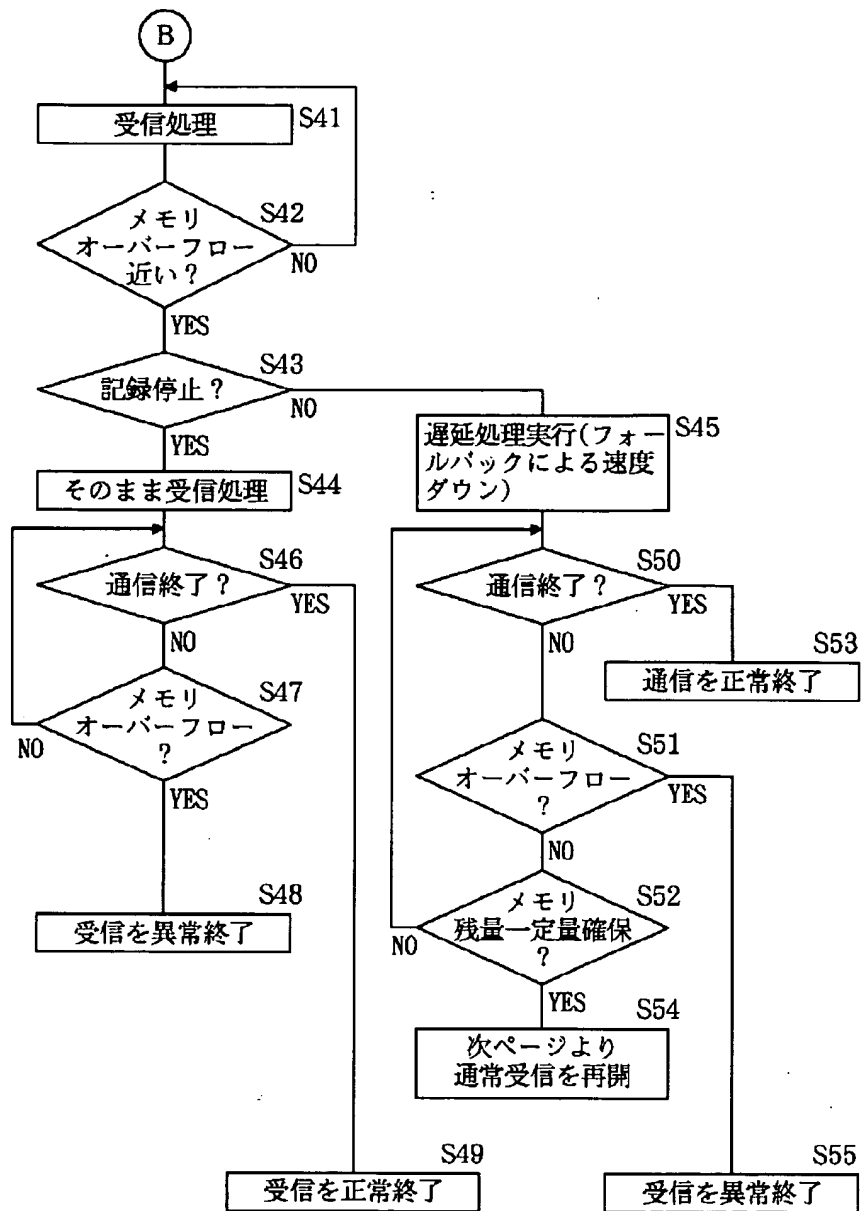 B
受信処理
S41
メモリ
オーバーフロー
近い?
S42
NO
YES
記録停止?
S43
NO
YES
そのまま受信処理
S44
遅延処理実行(フォー
ルバックによる速度
ダウン)
S45
通信終了?
S46
YES
NO
メモリ
オーバーフロー
?
S47
NO
YES
受信を異常終了
S48
通信終了?
S50
YES
NO
通信を正常終了
S53
メモリ
オーバーフロー
?
S51
YES
NO
メモリ
残量一定量確保
?
S52
NO
YES
次ページより
通常受信を再開
S54
受信を正常終了
S49
受信を異常終了
S55